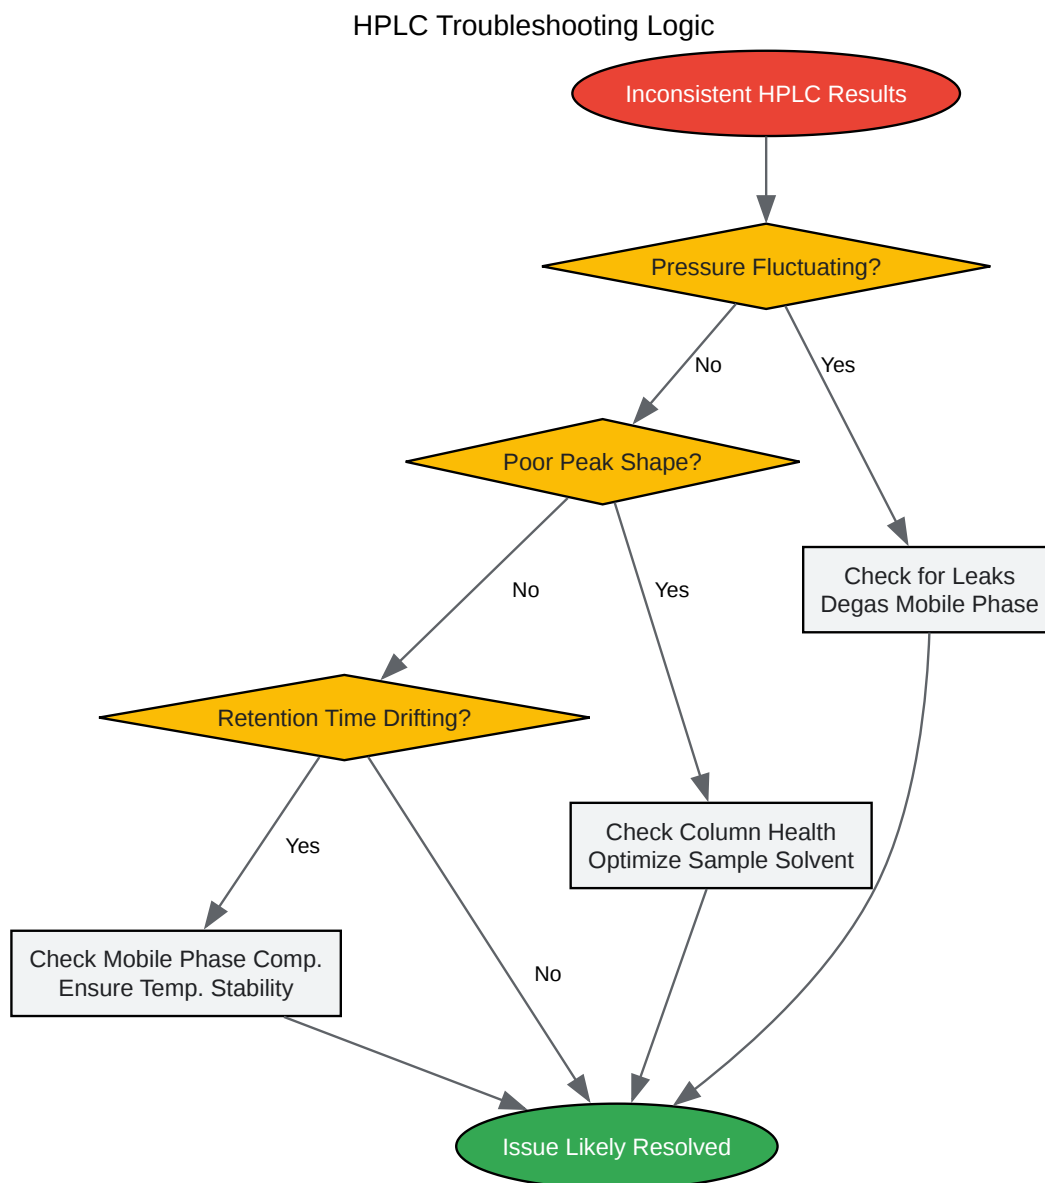 HPLC Troubleshooting Logic
Inconsistent HPLC Results
Pressure Fluctuating?
No
Yes
Poor Peak Shape?
No
Yes
Check for Leaks
Degas Mobile Phase
Retention Time Drifting?
Yes
No
Check Column Health
Optimize Sample Solvent
Check Mobile Phase Comp.
Ensure Temp. Stability
Issue Likely Resolved